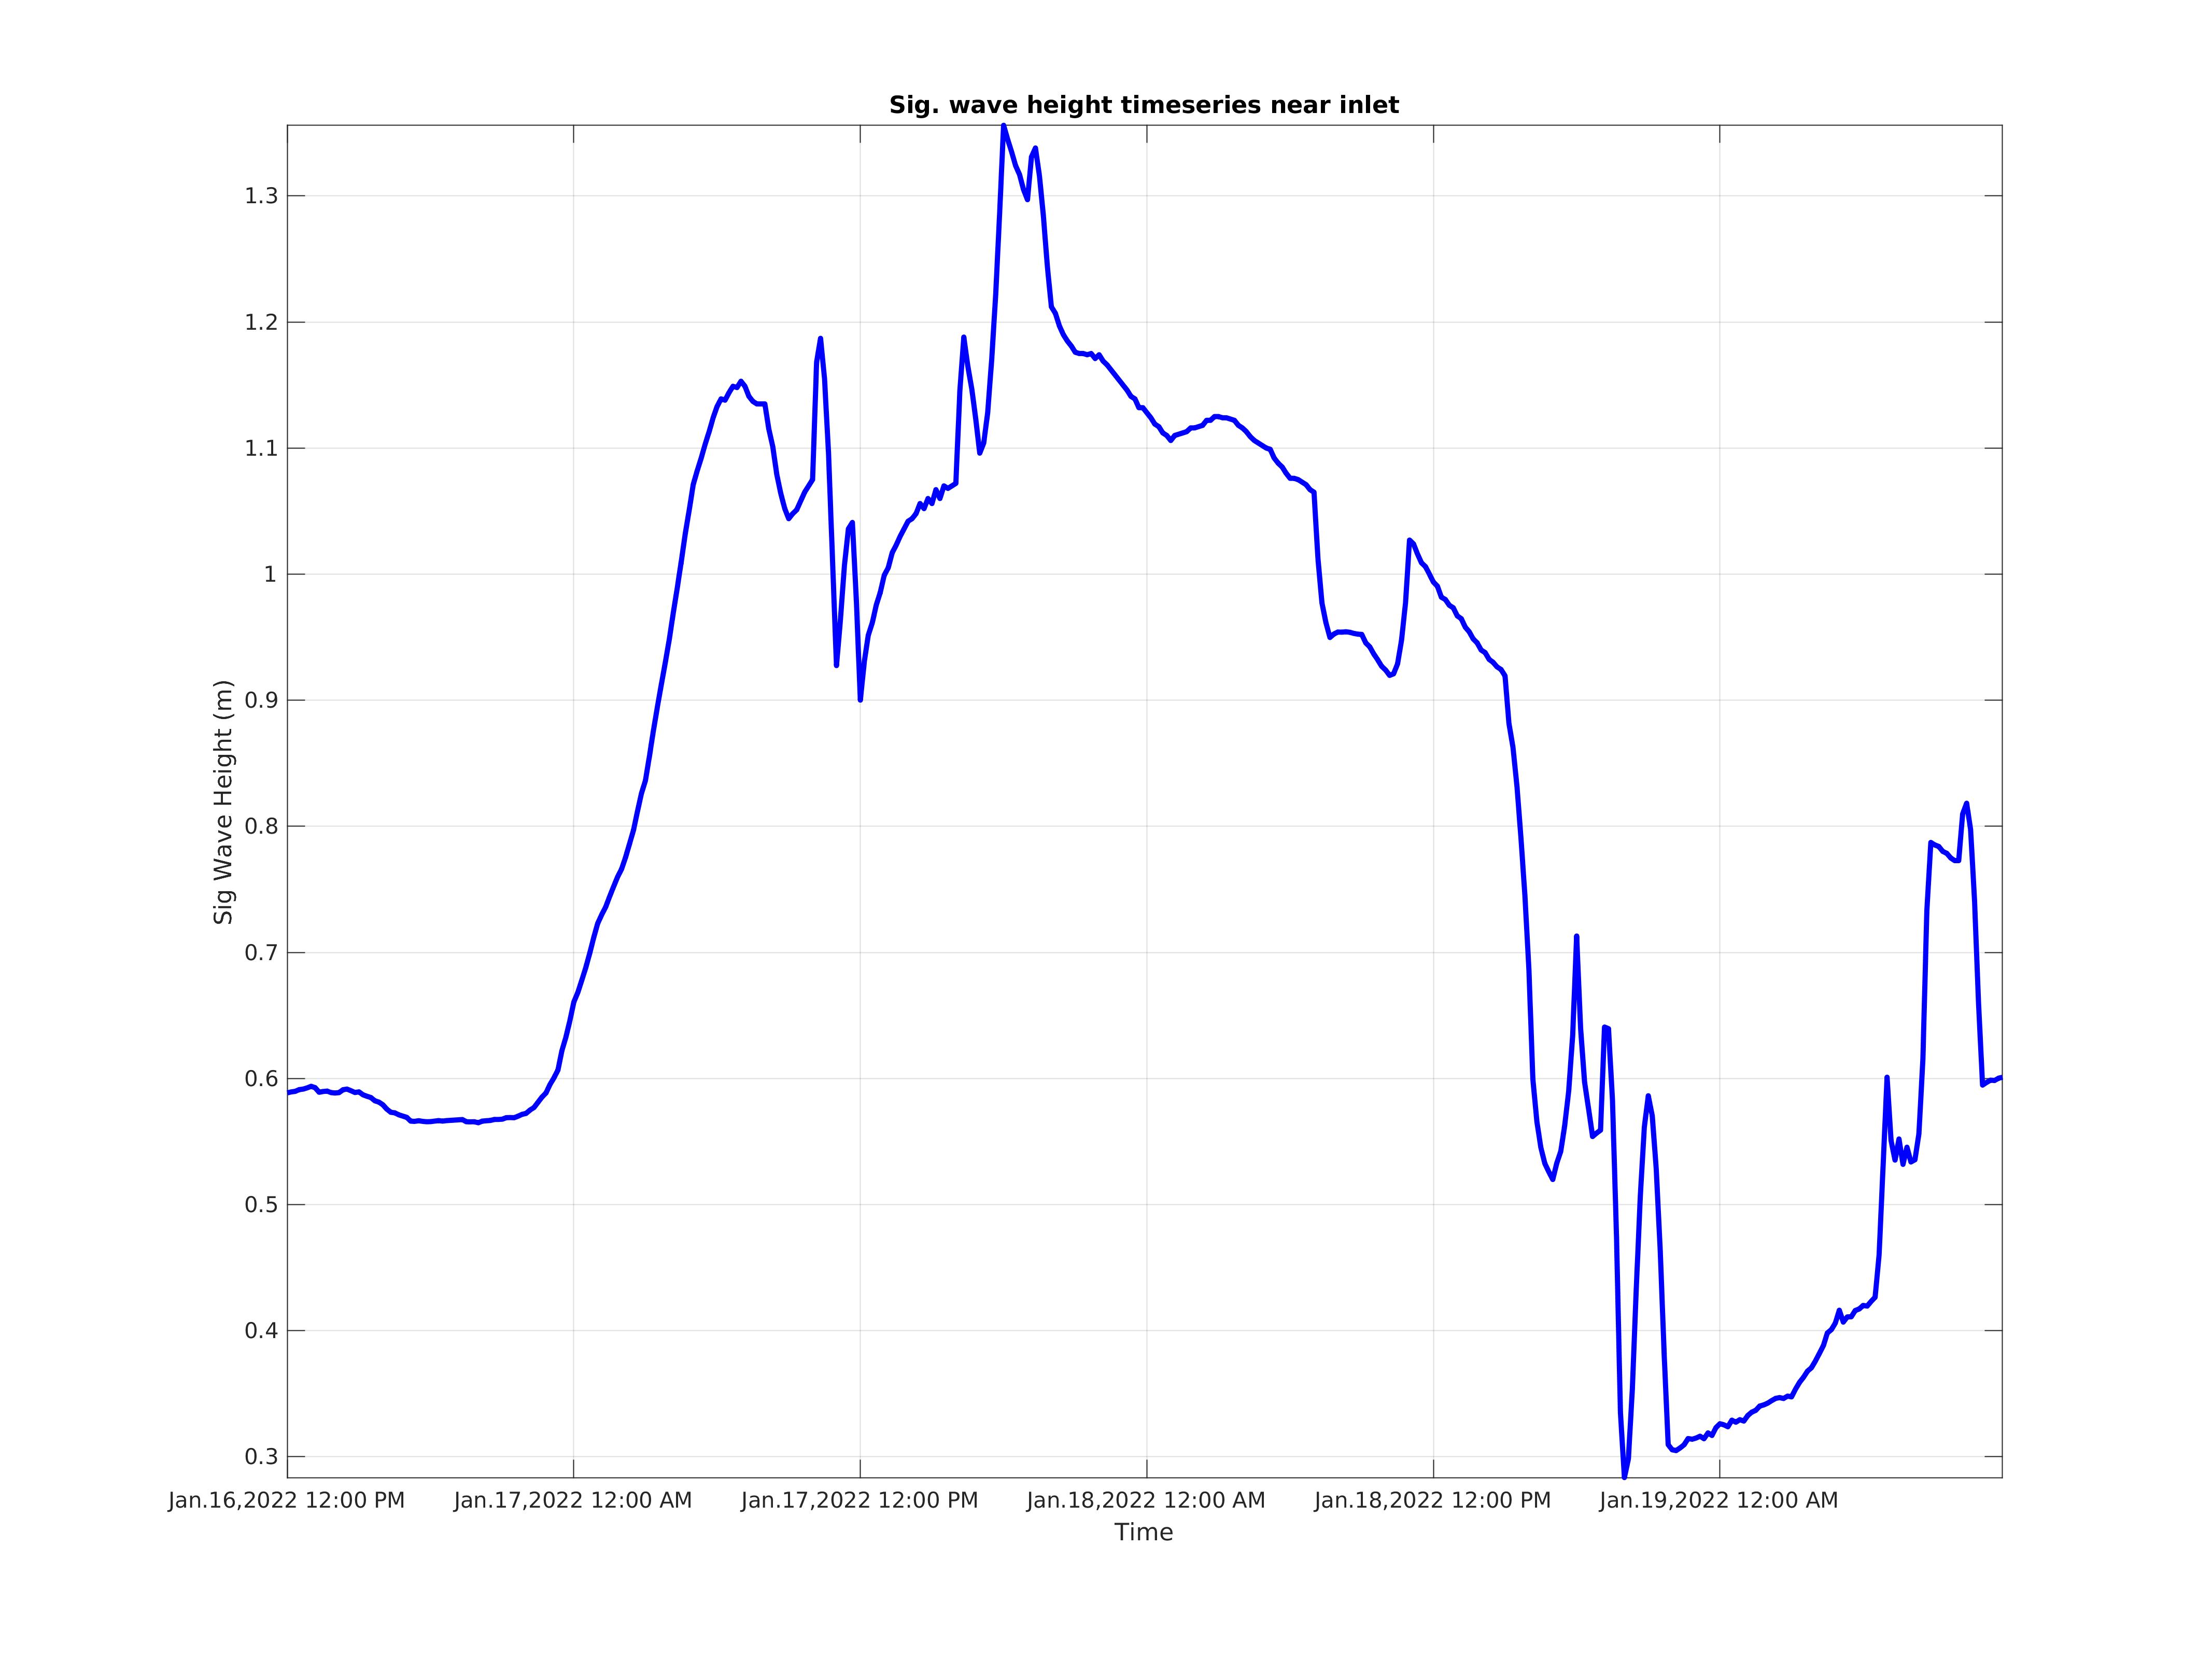 Sig. wave height timeseries near inlet
1.3
1.2
1.1
1
0.9
0.8
0.7
0.6
0.5
0.4
0.3
Sig Wave Height (m)
Jan.16,2022 12:00 PM
Jan.17,2022 12:00 AM
Jan.17,2022 12:00 PM
Jan.18,2022 12:00 AM
Jan.18,2022 12:00 PM
Jan.19,2022 12:00 AM
Time